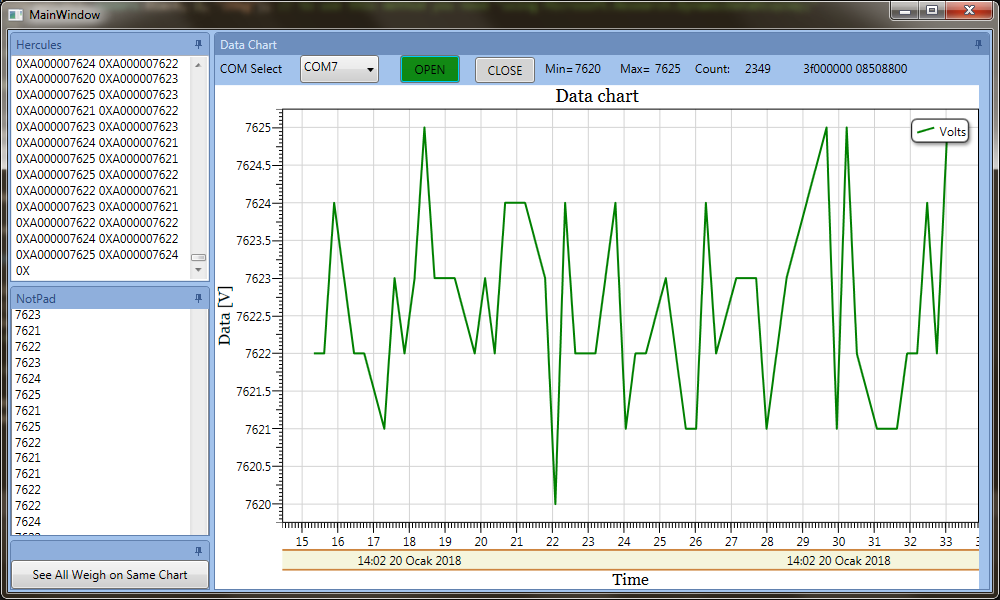 MainWindow
Hercules
0XA000007624 0XA000007622
0XA000007620 0XA000007623
0XA000007625 0XA000007623
0XA000007621 0XA000007622
0XA000007623 0XA000007623
0XA000007624 0XA000007621
0XA000007625 0XA000007621
0XA000007625 0XA000007622
0XA000007622 0XA000007621
0XA000007623 0XA000007621
0XA000007622 0XA000007622
0XA000007624 0XA000007622
0XA000007625 0XA000007624
0X
NotPad
7623
7621
7622
7623
7624
7625
7621
7625
7622
7621
7621
7622
7622
7624
See All Weigh on Same Chart
Data Chart
COM Select COM7 OPEN CLOSE Min= 7620 Max= 7625 Count: 2349 3f000000 08508800
Data chart
Volts
Data [V]
7625
7624.5
7624
7623.5
7623
7622.5
7622
7621.5
7621
7620.5
7620
15 16 17 18 19 20 21 22 23 24 25 26 27 28 29 30 31 32 33
14:02 20 Ocak 2018 14:02 20 Ocak 2018
Time